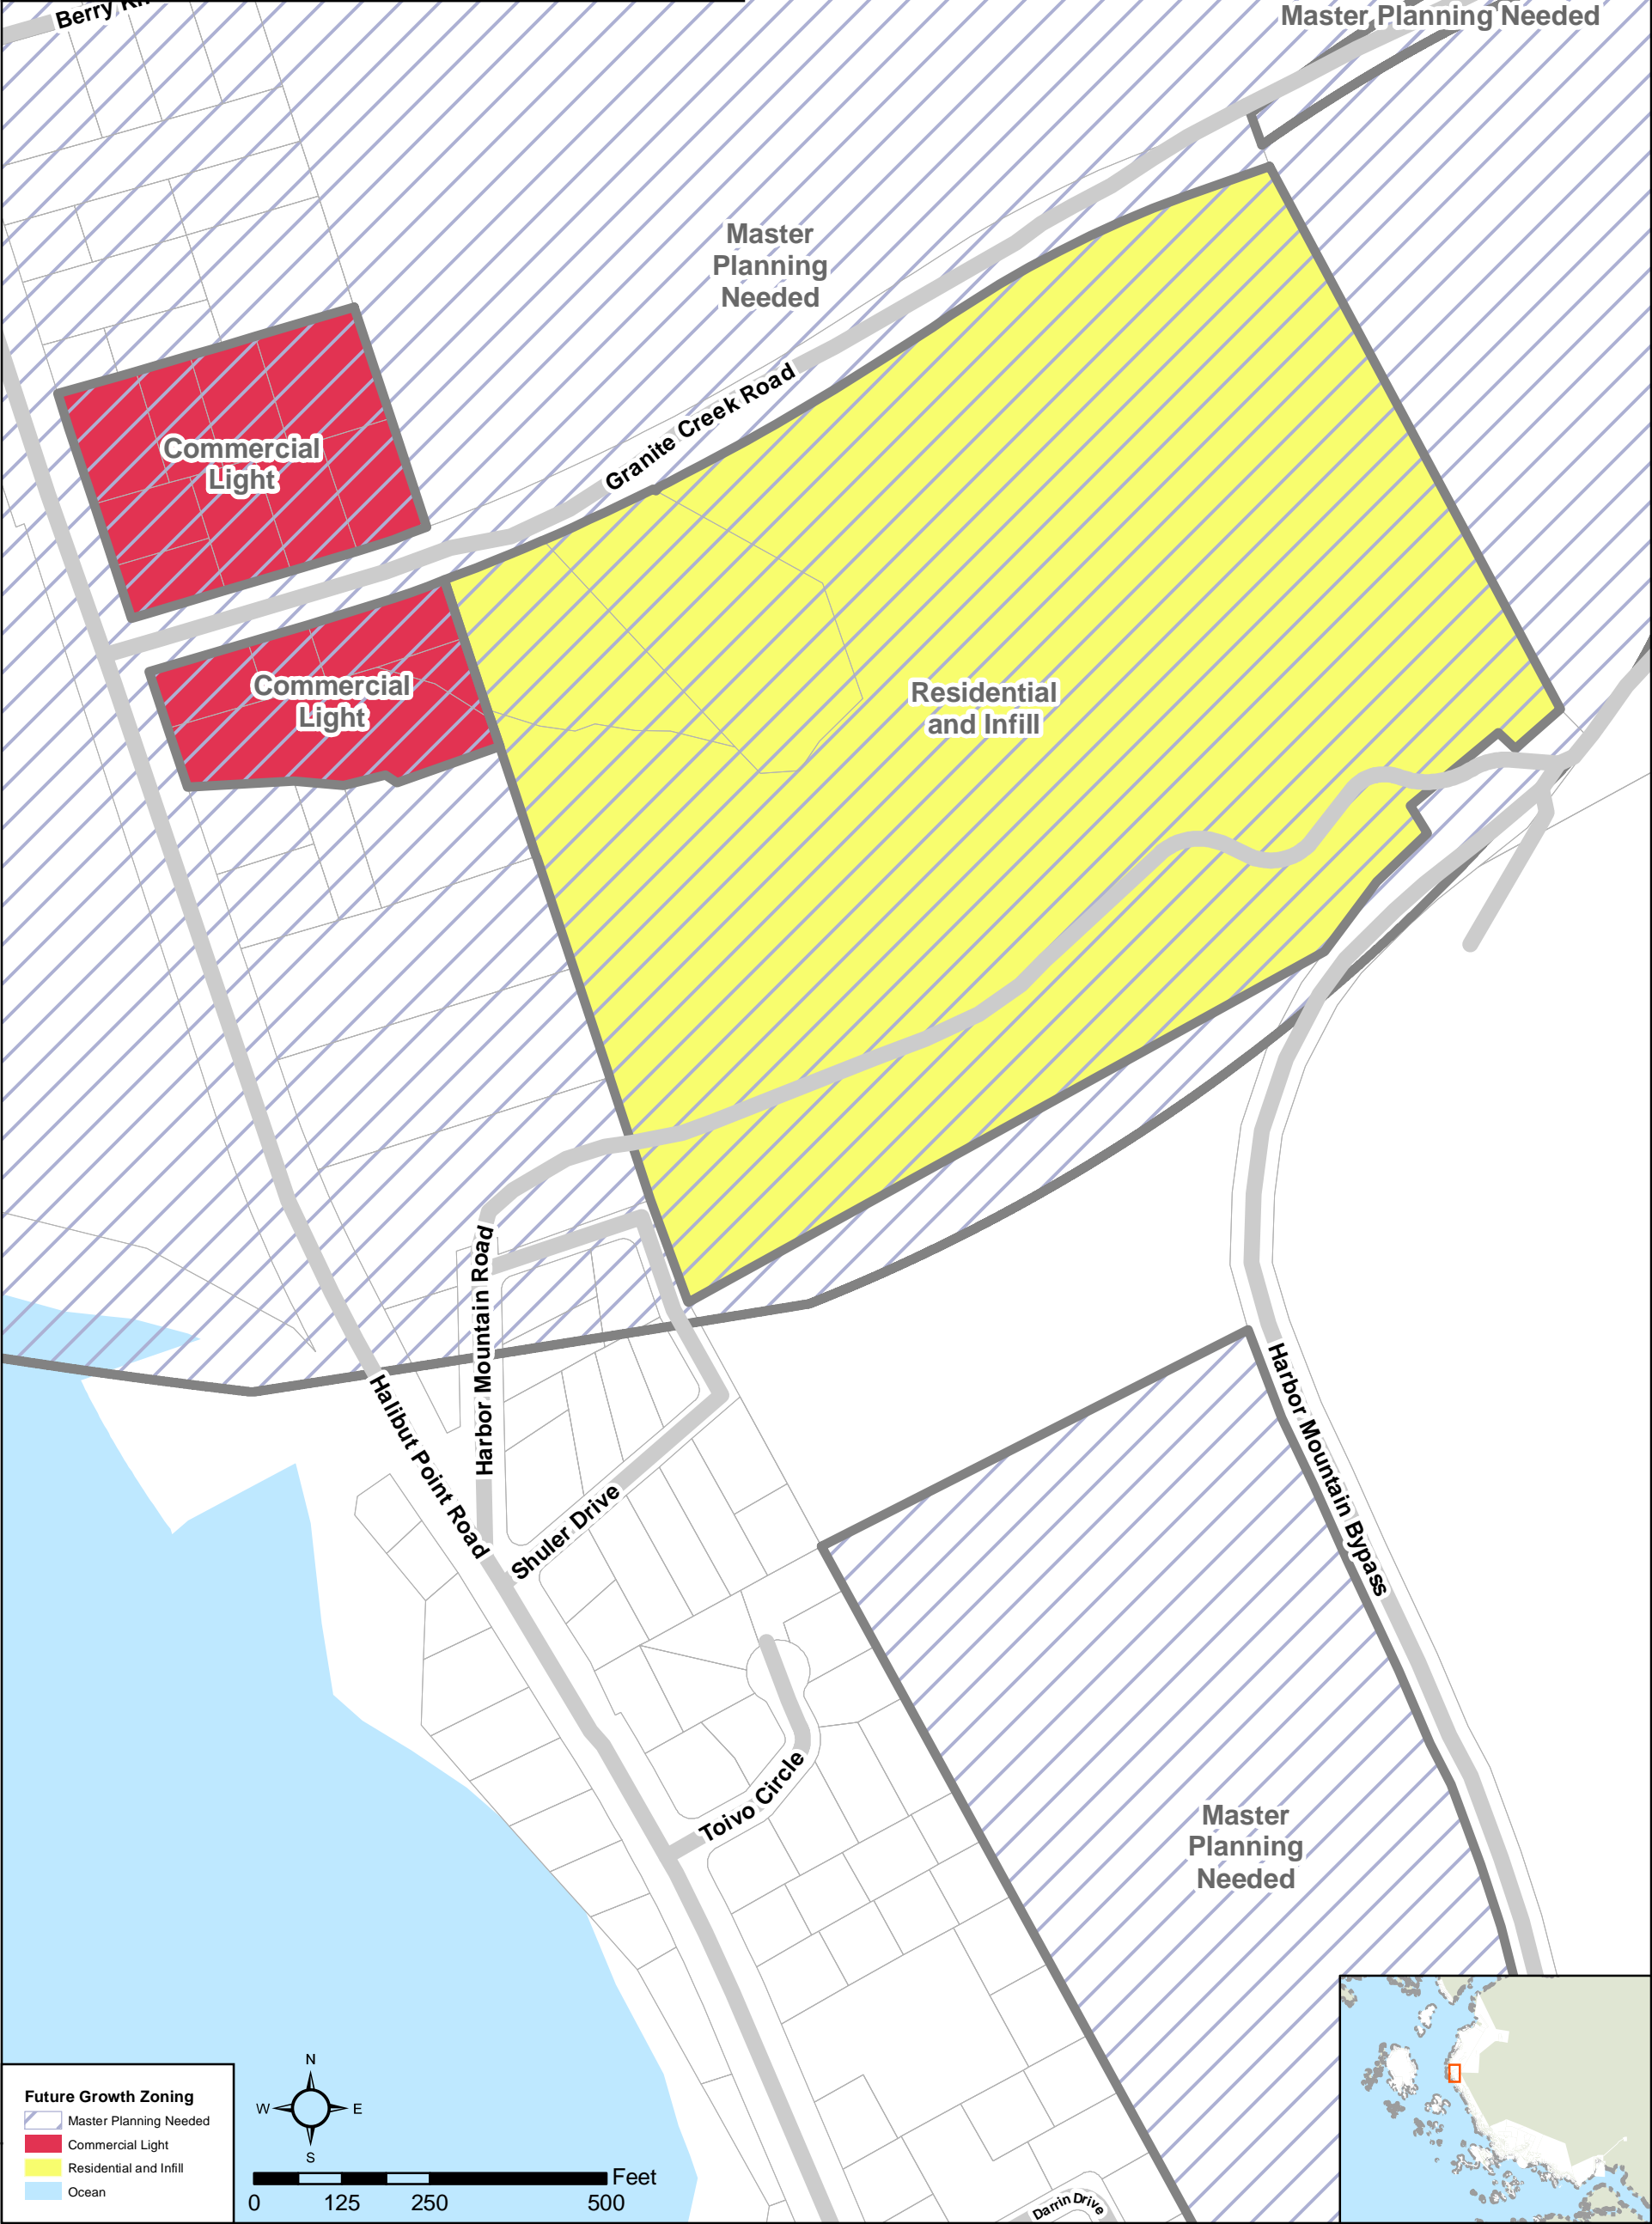 Berry
Master Planning Needed
Master
Planning
Needed
Granite Creek Road
Commercial
Light
Commercial
Light
Residential
and Infill
Harbor Mountain Road
Halibut Point Road
Harbor Mountain Bypass
Shuler Drive
Toivo Circle
Master
Planning
Needed
Darrin Drive
Future Growth Zoning
Master Planning Needed
Commercial Light
Residential and Infill
Ocean
N
W E
S
Feet
0 125 250 500